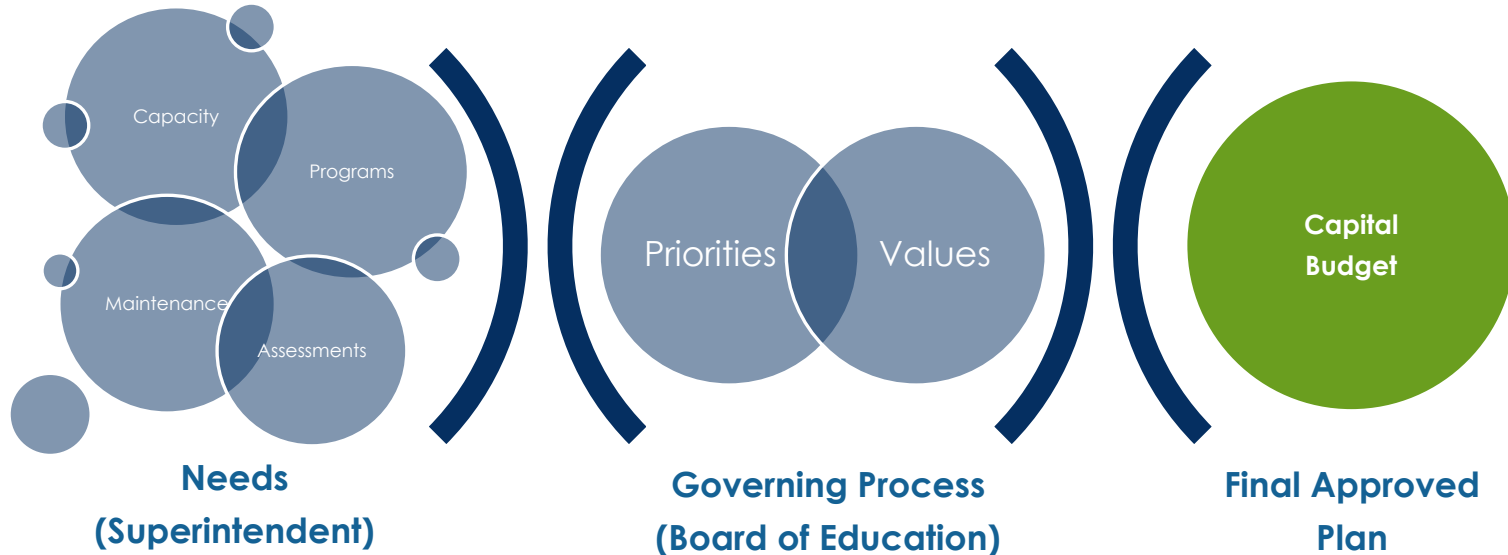 Capacity
Programs
Maintenance
Assessments
Needs
(Superintendent)
Priorities
Values
Governing Process
(Board of Education)
Capital
Budget
Final Approved
Plan